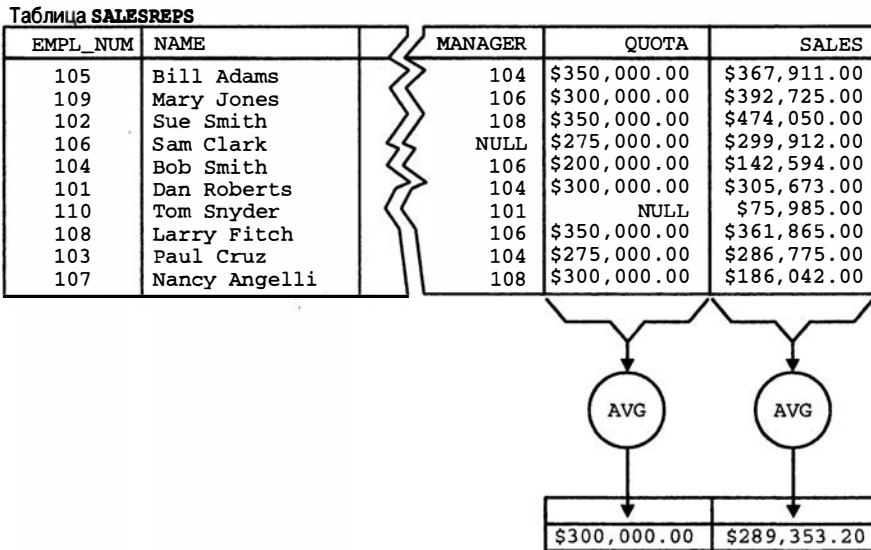 Таблица SALESREPS
EMPL_NUM NAME MANAGER QUOTA SALES
105 Bill Adams 104 $350,000.00 $367,911.00
109 Mary Jones 106 $300,000.00 $392,725.00
102 Sue Smith 108 $350,000.00 $474,050.00
106 Sam Clark NULL $275,000.00 $299,912.00
104 Bob Smith 106 $200,000.00 $142,594.00
101 Dan Roberts 104 $300,000.00 $305,673.00
110 Tom Snyder 101 NULL $75,985.00
108 Larry Fitch 106 $350,000.00 $361,865.00
103 Paul Cruz 104 $275,000.00 $286,775.00
107 Nancy Angelli 108 $300,000.00 $186,042.00
AVG AVG
$300,000.00 $289,353.20